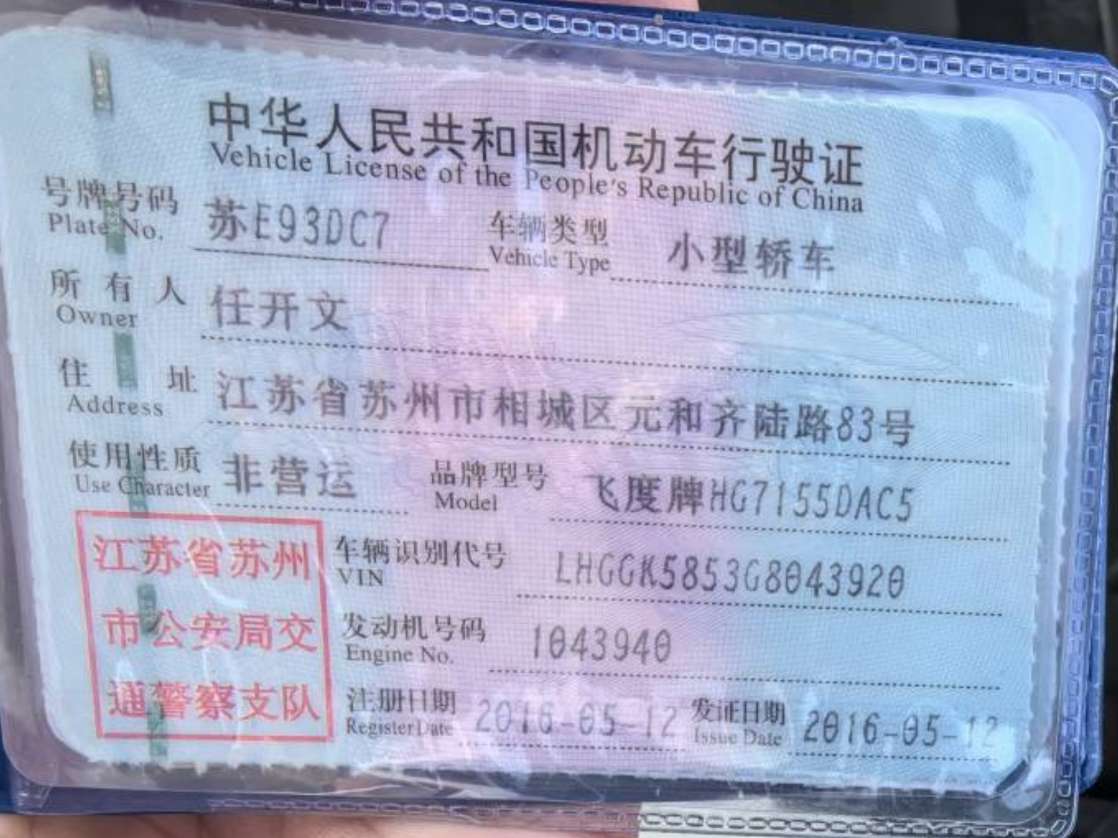 中华人民共和国机动车行驶证
Vehicle License of the People's Republic of China
号牌号码 苏E93DC7 车辆类型 小型轿车
Plate No. Vehicle Type
所有人 任开文
Owner
住址 江苏省苏州市相城区元和齐陆路83号
Address
使用性质 非营运 品牌型号 飞度牌HG7155DAC5
Use Character Model
江苏省苏州 车辆识别代号 LHGGK5853G8043920
VIN
市公安局交 发动机号码 1043940
Engine No.
通警察支队 注册日期 2016-05-12 发证日期 2016-05-12
Register Date Issue Date